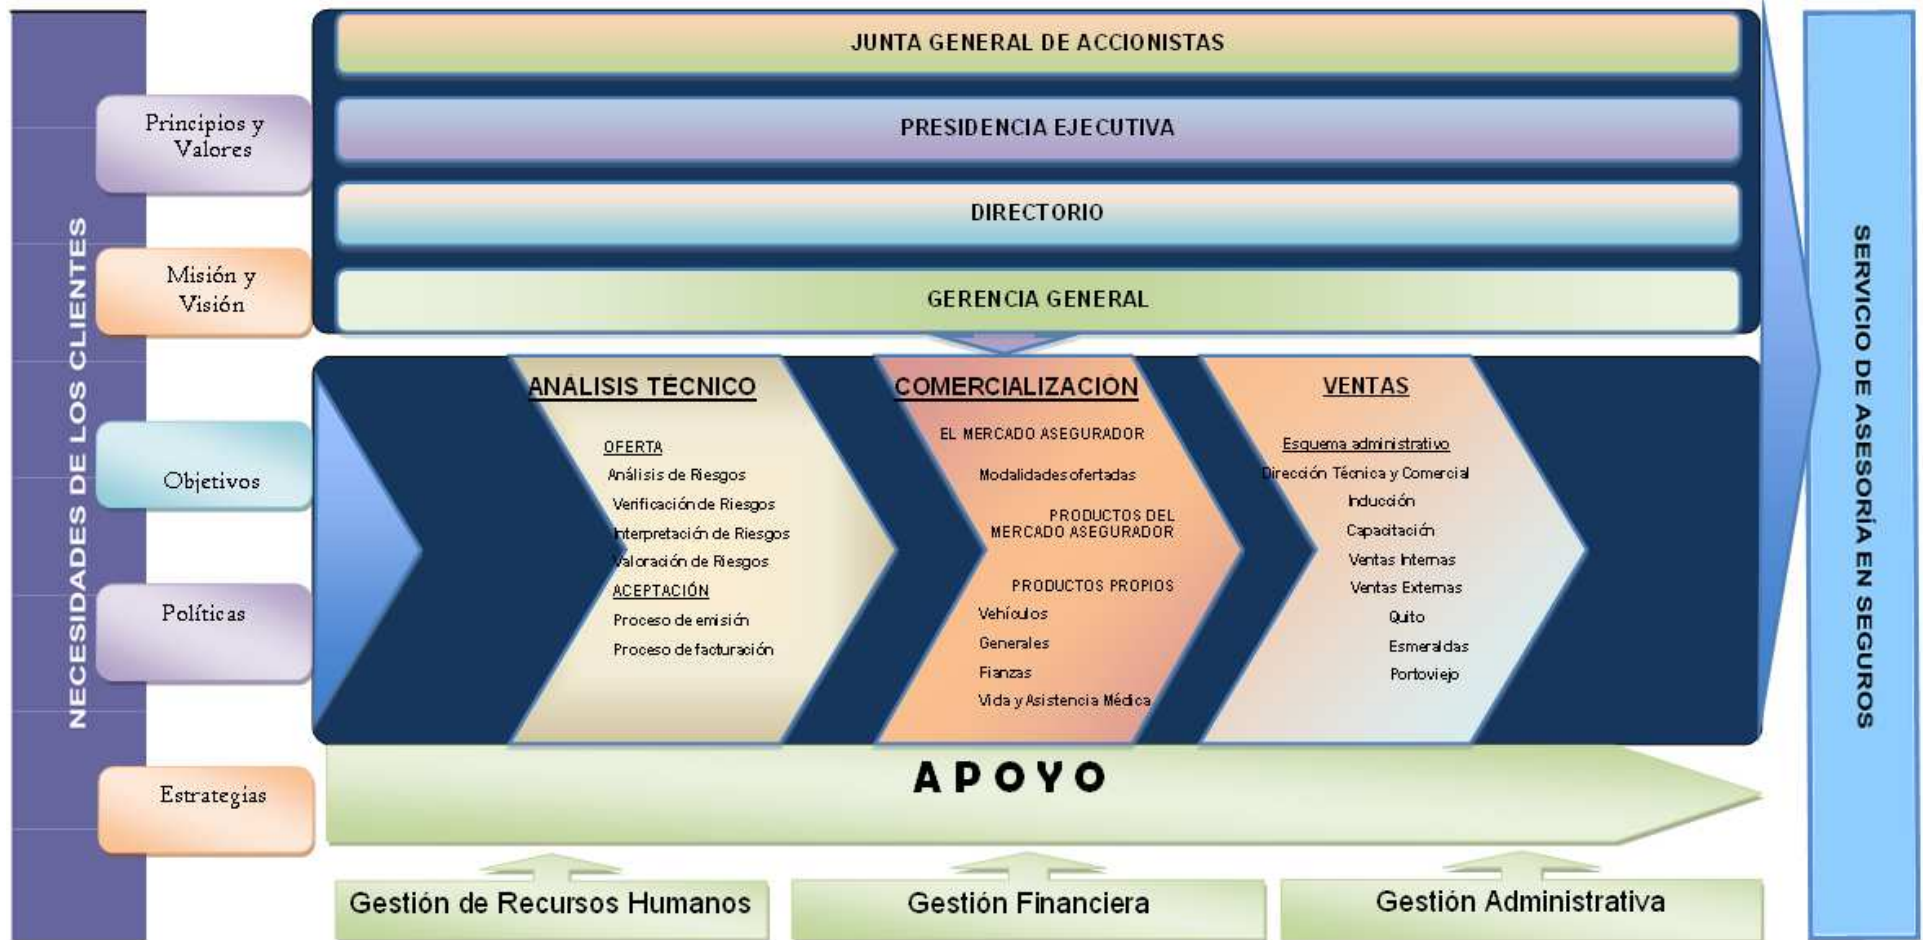 NECESIDADES DE LOS CLIENTES
Principios y
Valores
Misión y
Visión
Objetivos
Políticas
Estrategias
JUNTA GENERAL DE ACCIONISTAS
PRESIDENCIA EJECUTIVA
DIRECTORIO
GERENCIA GENERAL
ANÁLISIS TÉCNICO
OFERTA
Análisis de Riesgos
Verificación de Riesgos
Interpretación de Riesgos
Valoración de Riesgos
ACEPTACIÓN
Proceso de emisión
Proceso de facturación
COMERCIALIZACIÓN
EL MERCADO ASEGURADOR
Modalidades ofertadas
PRODUCTOS DEL
MERCADO ASEGURADOR
PRODUCTOS PROPIOS
Vehículos
Generales
Fianzas
Vida y Asistencia Médica
VENTAS
Esquema administrativo
Dirección Técnica y Comercial
Inducción
Capacitación
Ventas Internas
Ventas Externas
Quito
Esmeraldas
Portoviejo
APOYO
Gestión de Recursos Humanos
Gestión Financiera
Gestión Administrativa
SERVICIO DE ASESORÍA EN SEGUROS